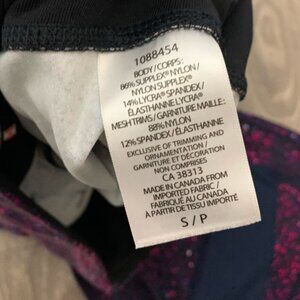 1088454
BODY/CORPS:
86% SUPPLEX® NYLON/
NYLON SUPPLEX®
14% LYCRA® SPANDEX/
ÉLASTHANNE LYCRA®
MESH TRIMS/ GARNITURE MAILLE:
88% NYLON
12% SPANDEX/ ÉLASTHANNE
EXCLUSIVE OF TRIMMING AND
ORNAMENTATION/
GARNITURE ET DÉCORATION
NON COMPRISES
CA 38313
MADE IN CANADA FROM
IMPORTED FABRIC/
FABRIQUÉ AU CANADA
A PARTIR DE TISSU IMPORTÉ
S / P